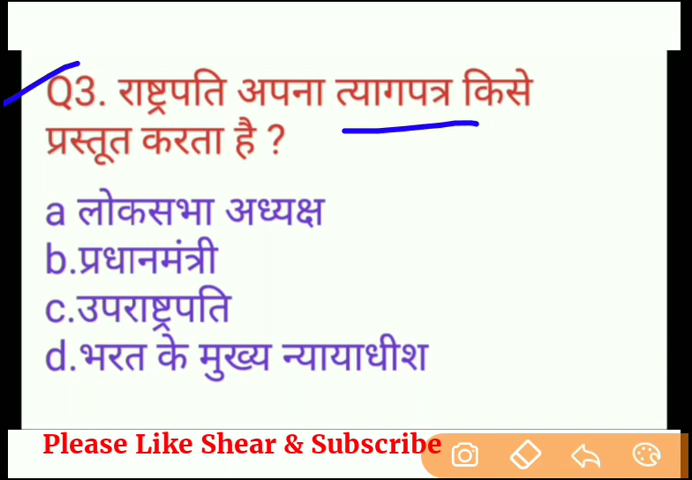 Q3. राष्ट्रपति अपना त्यागपत्र किसे
प्रस्तूत करता है ?
a लोकसभा अध्यक्ष
b.प्रधानमंत्री
c.उपराष्ट्रपति
d.भरत के मुख्य न्यायाधीश
Please Like Shear & Subscribe